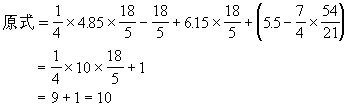 原式 = 1/4 × 4.85 × 18/5 − 18/5 + 6.15 × 18/5 + (5.5 − 7/4 × 54/21)
= 1/4 × 10 × 18/5 + 1
= 9 + 1 = 10